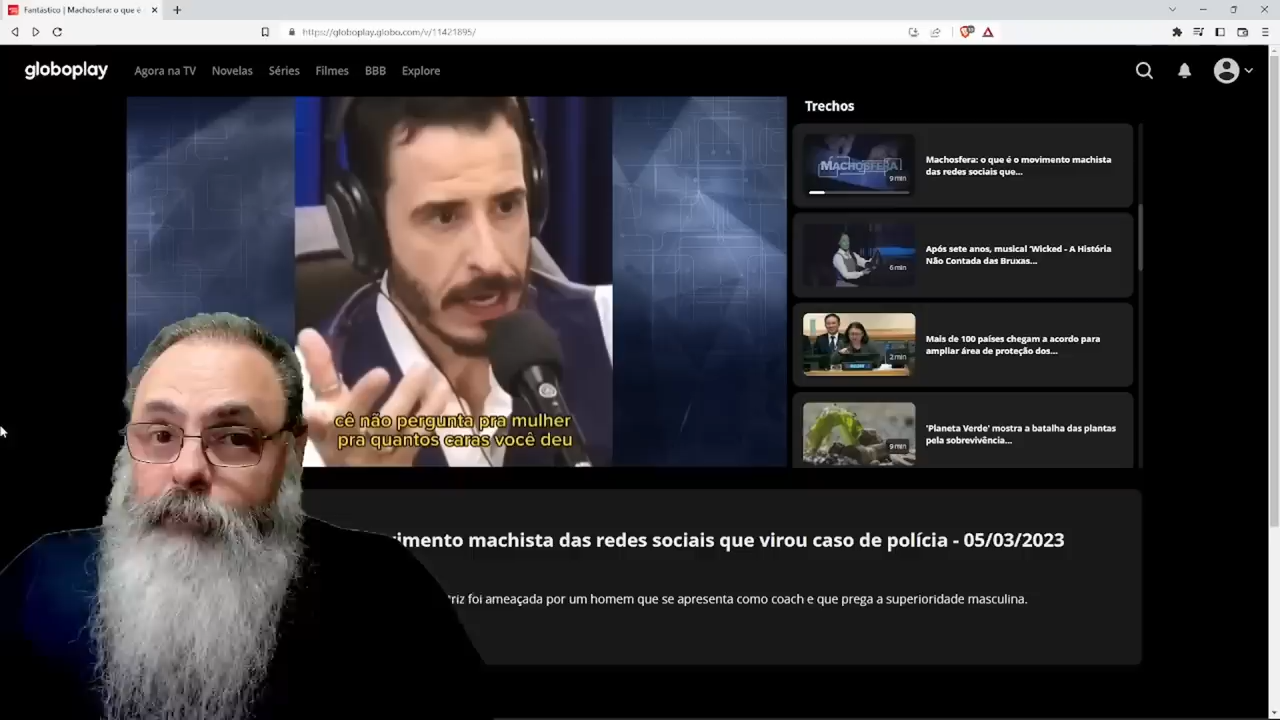 Fantástico | Machosfera: o que é
https://globoplay.globo.com/v/11421895/
globoplay
Agora na TV
Novelas
Séries
Filmes
BBB
Explore
Trechos
MACHOSFERA
9 min
Machosfera: o que é o movimento machista
das redes sociais que...
6 min
Após sete anos, musical 'Wicked - A História
Não Contada das Bruxas...
2 min
Mais de 100 países chegam a acordo para
ampliar área de proteção dos...
9 min
'Planeta Verde' mostra a batalha das plantas
pela sobrevivência...
cê não pergunta pra mulher
pra quantos caras você deu
vimento machista das redes sociais que virou caso de polícia - 05/03/2023
triz foi ameaçada por um homem que se apresenta como coach e que prega a superioridade masculina.